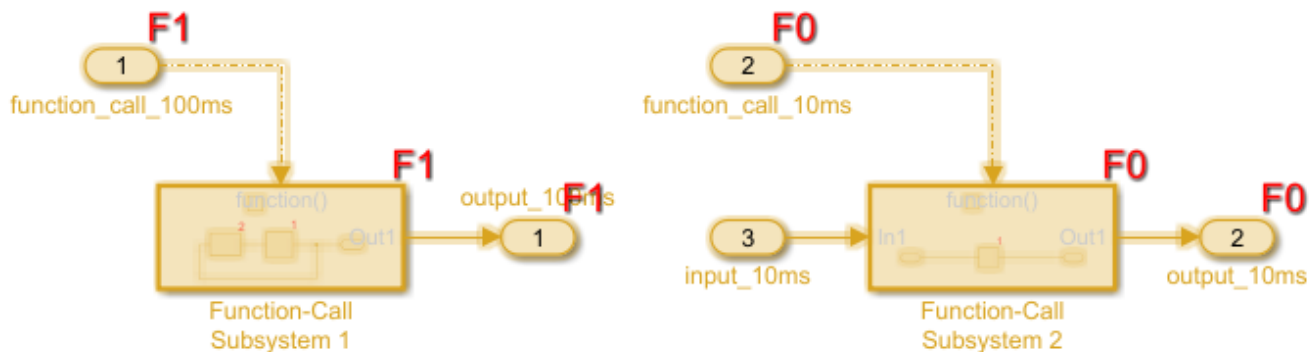 F1
1
function_call_100ms
F1
function()
2
1
Out1
output_100ms
F1
1
Function-Call
Subsystem 1
F0
2
function_call_10ms
F0
function()
3
input_10ms
In1
1
Out1
F0
2
output_10ms
Function-Call
Subsystem 2